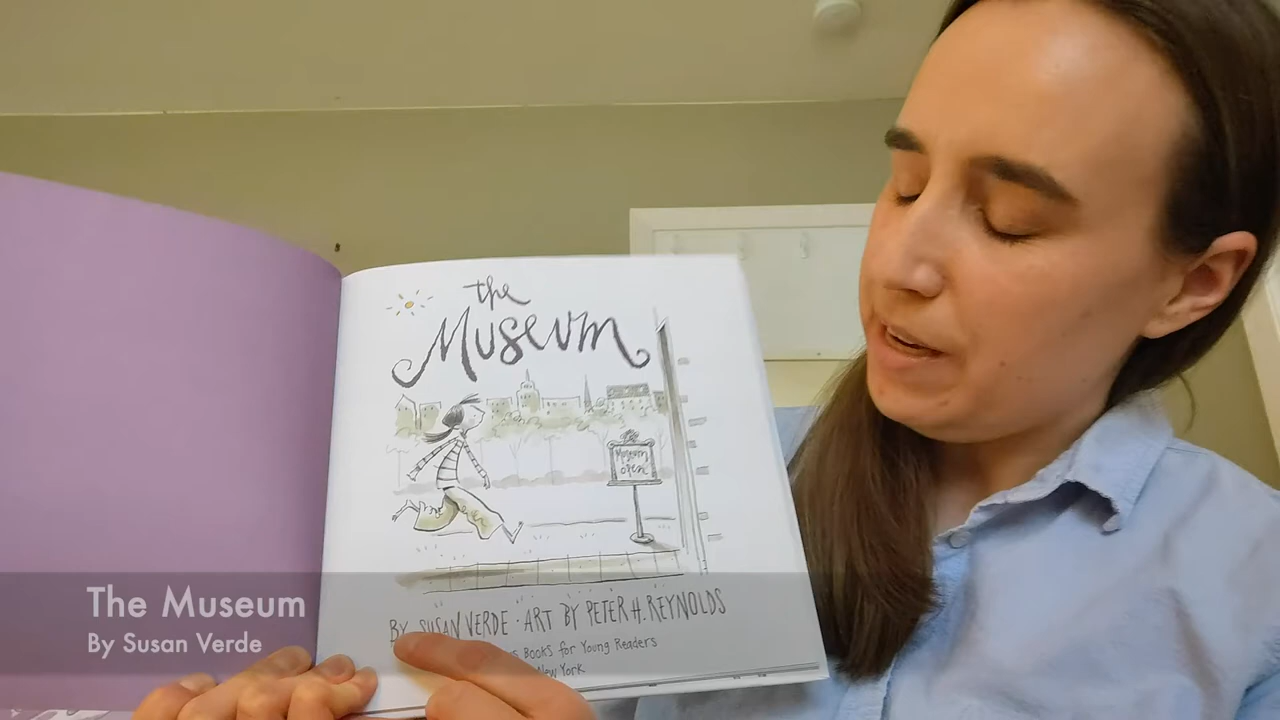 the
Museum
Museum
open
BY SUSAN VERDE · ART BY PETER H. REYNOLDS
Books for Young Readers
New York
The Museum
By Susan Verde